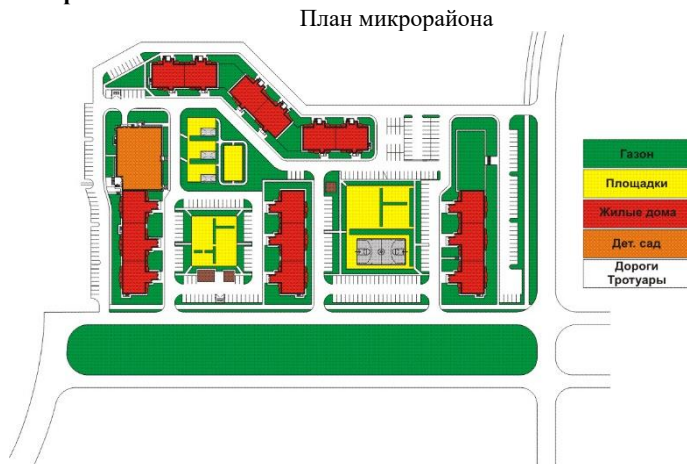 План микрорайона
Газон
Площадки
Жилые дома
Дет. сад
Дороги
Тротуары